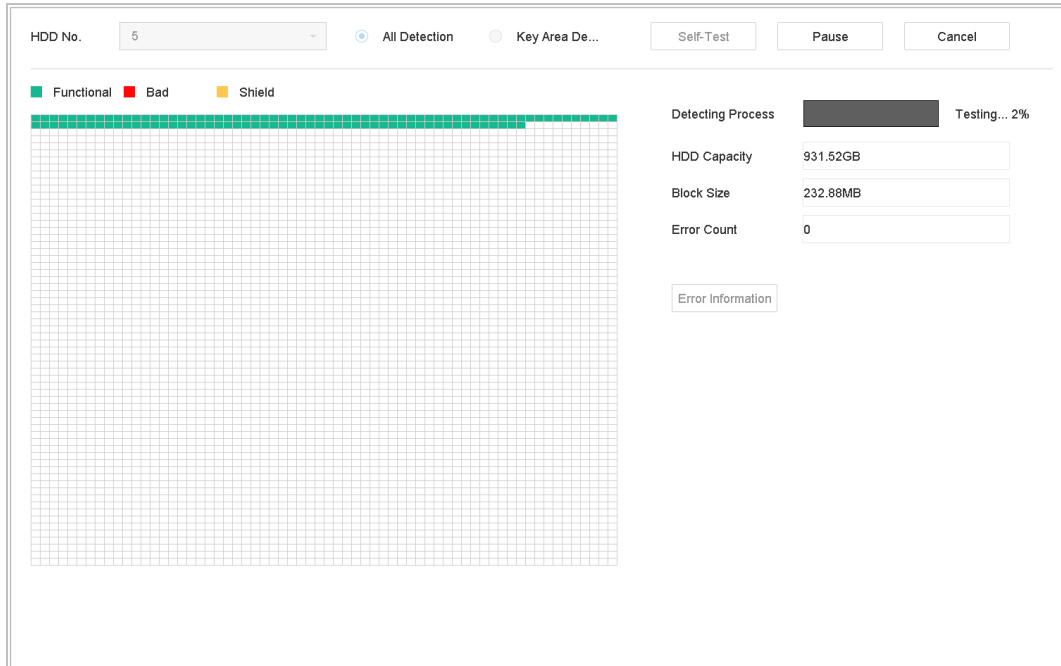 HDD No. 5 All Detection Key Area De... Self-Test Pause Cancel
Functional Bad Shield
Detecting Process Testing... 2%
HDD Capacity 931.52GB
Block Size 232.88MB
Error Count 0
Error Information